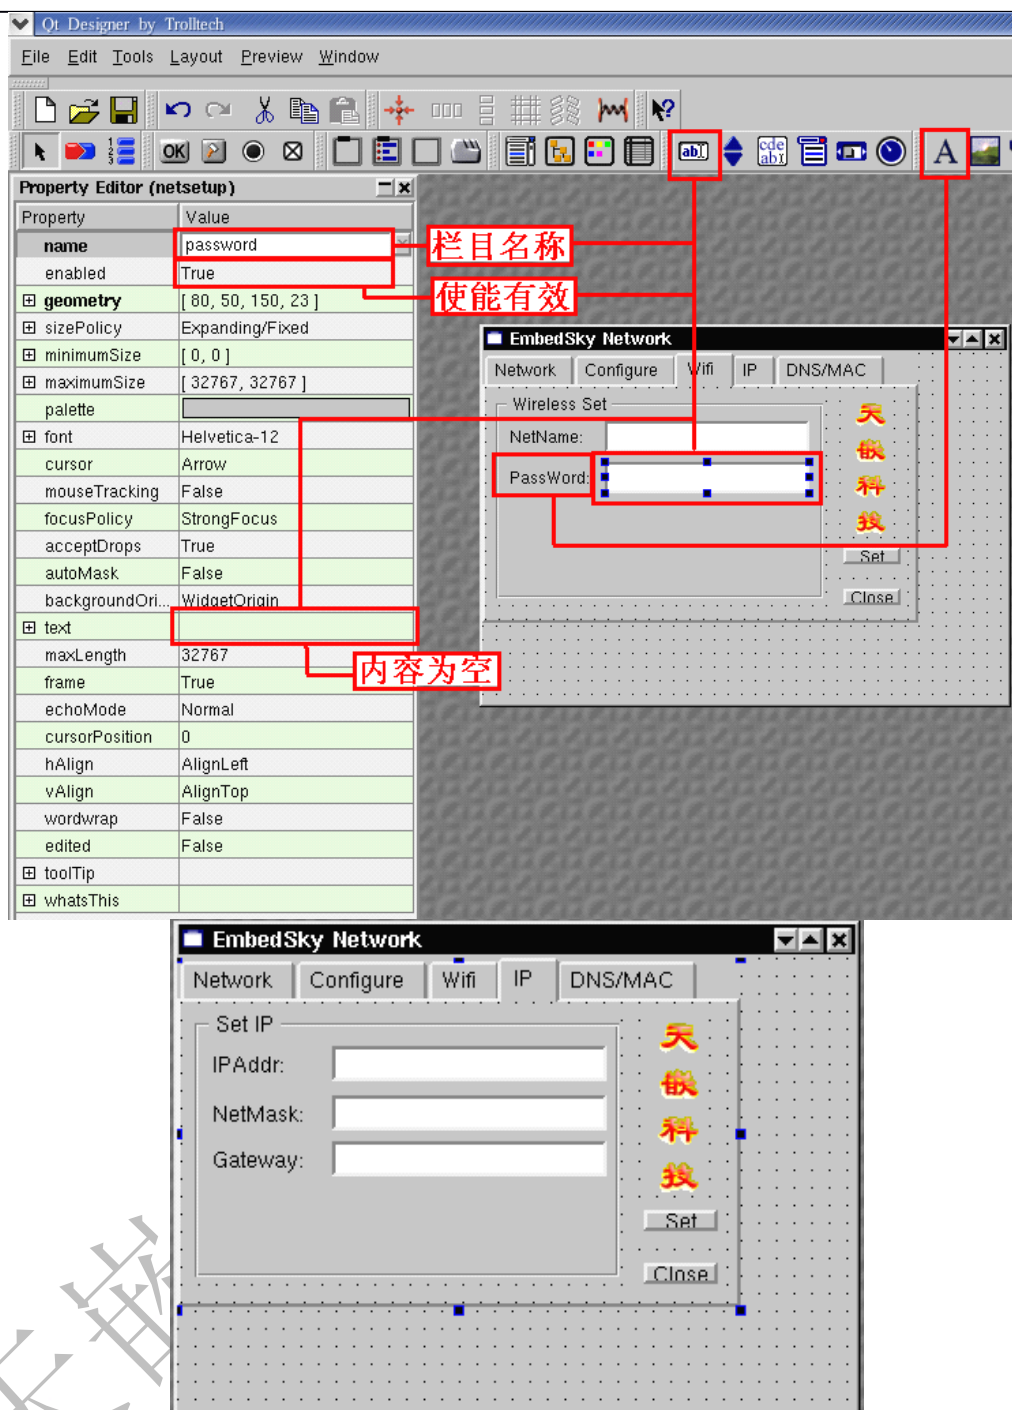 Qt Designer by Trolltech
File Edit Tools Layout Preview Window
Property Editor (netsetup)
Property Value
name password
enabled True
geometry [ 80, 50, 150, 23 ]
sizePolicy Expanding/Fixed
minimumSize [ 0, 0 ]
maximumSize [ 32767, 32767 ]
palette
font Helvetica-12
cursor Arrow
mouseTracking False
focusPolicy StrongFocus
acceptDrops True
autoMask False
backgroundOri... WidgetOrigin
text
maxLength 32767
frame True
echoMode Normal
cursorPosition 0
hAlign AlignLeft
vAlign AlignTop
wordwrap False
edited False
toolTip
whatsThis
栏目名称
使能有效
内容为空
EmbedSky Network
Network Configure Wifi IP DNS/MAC
Wireless Set
NetName:
PassWord:
天
嵌
科
技
Set
Close
EmbedSky Network
Network Configure Wifi IP DNS/MAC
Set IP
IPAddr:
NetMask:
Gateway:
天
嵌
科
技
Set
Close